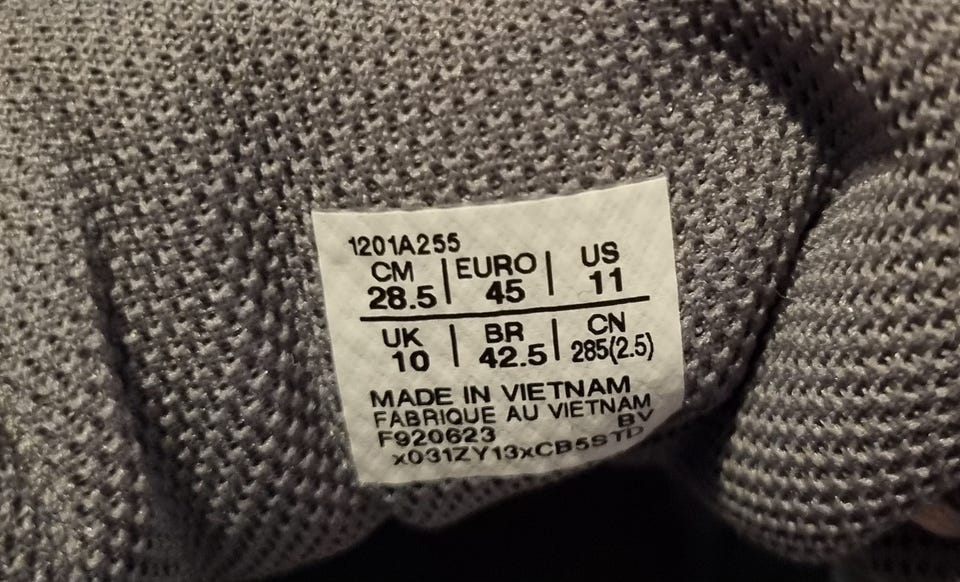 1201A255
CM | EURO | US
28.5 | 45 | 11
UK | BR | CN
10 | 42.5 | 285(2.5)
MADE IN VIETNAM
FABRIQUE AU VIETNAM
F920623 BV
x031ZY13xCB5STD